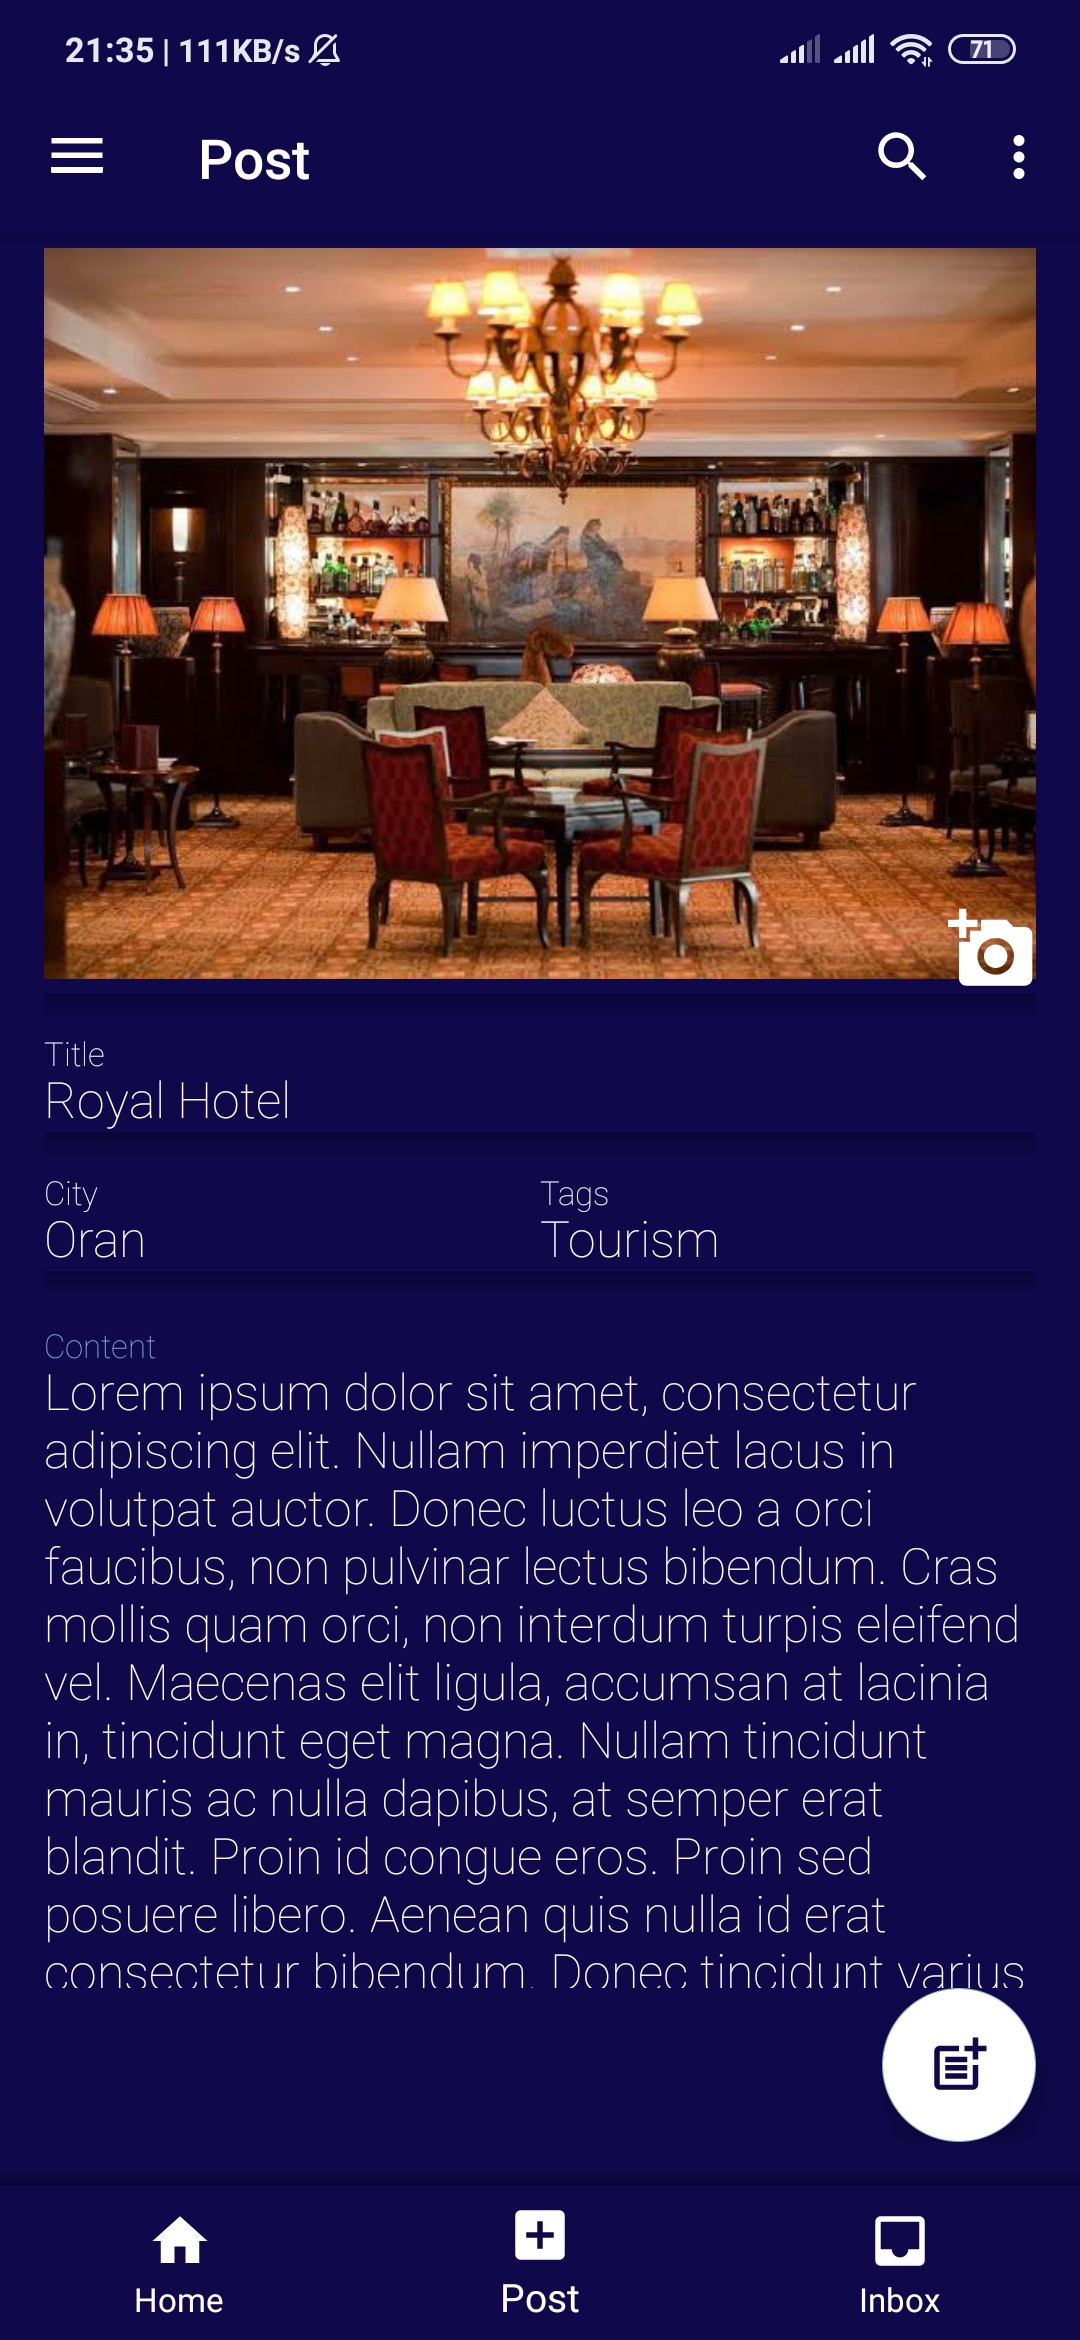 21:35 | 111KB/s
71
Post
Title
Royal Hotel
City
Tags
Oran
Tourism
Content
Lorem ipsum dolor sit amet, consectetur
adipiscing elit. Nullam imperdiet lacus in
volutpat auctor. Donec luctus leo a orci
faucibus, non pulvinar lectus bibendum. Cras
mollis quam orci, non interdum turpis eleifend
vel. Maecenas elit ligula, accumsan at lacinia
in, tincidunt eget magna. Nullam tincidunt
mauris ac nulla dapibus, at semper erat
blandit. Proin id congue eros. Proin sed
posuere libero. Aenean quis nulla id erat
consectetur bibendum. Donec tincidunt varius
Home
Post
Inbox